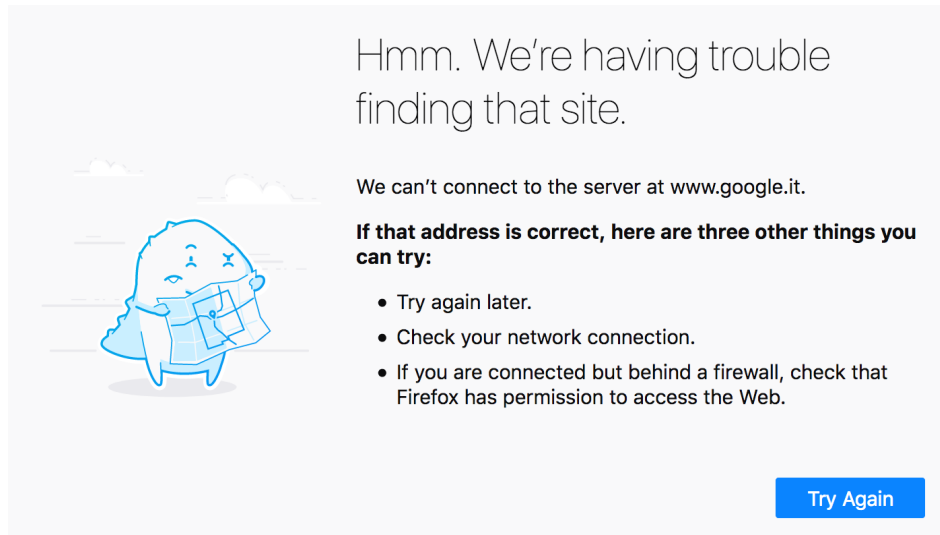 Hmm. We’re having trouble
finding that site.
We can’t connect to the server at www.google.it.
If that address is correct, here are three other things you
can try:
• Try again later.
• Check your network connection.
• If you are connected but behind a firewall, check that
Firefox has permission to access the Web.
Try Again